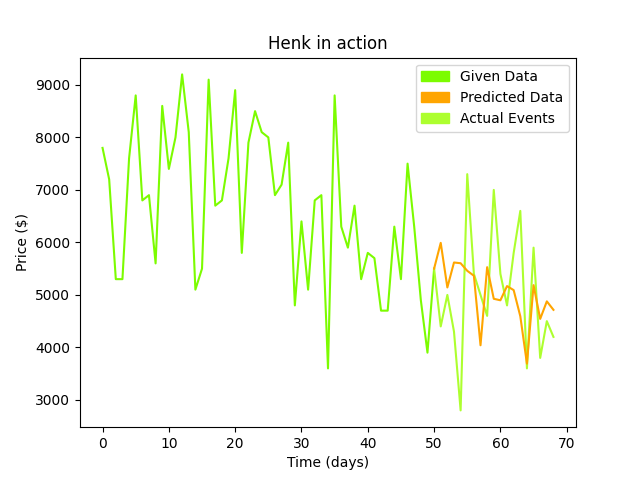 Henk in action
Given Data
Predicted Data
Actual Events
Price ($)
9000
8000
7000
6000
5000
4000
3000
0 10 20 30 40 50 60 70
Time (days)